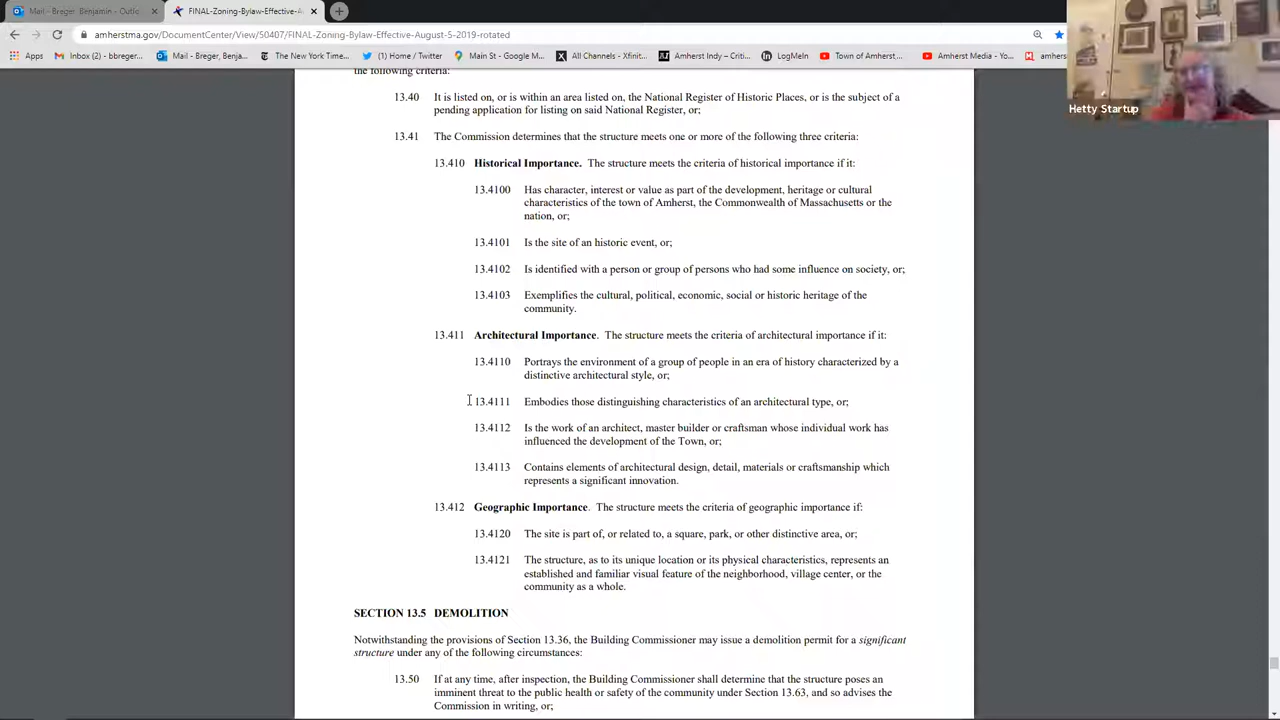 Mail - Breger, Benjamin - Outlo
FINAL-Zoning-Bylaw-Effective-A
amherstma.gov/DocumentCenter/View/50407/FINAL-Zoning-Bylaw-Effective-August-5-2019-rotated
Apps
Inbox (2) - bbreger...
Mail - Breger, Benja...
The New York Time...
(1) Home / Twitter
Main St - Google M...
All Channels - Xfinit...
Amherst Indy – Criti...
LogMeIn
Town of Amherst...
Amherst Media - Yo...
amhers
Hetty Startup
the following criteria:
13.40 It is listed on, or is within an area listed on, the National Register of Historic Places, or is the subject of a
pending application for listing on said National Register, or;
13.41 The Commission determines that the structure meets one or more of the following three criteria:
13.410 Historical Importance. The structure meets the criteria of historical importance if it:
13.4100 Has character, interest or value as part of the development, heritage or cultural
characteristics of the town of Amherst, the Commonwealth of Massachusetts or the
nation, or;
13.4101 Is the site of an historic event, or;
13.4102 Is identified with a person or group of persons who had some influence on society, or;
13.4103 Exemplifies the cultural, political, economic, social or historic heritage of the
community.
13.411 Architectural Importance. The structure meets the criteria of architectural importance if it:
13.4110 Portrays the environment of a group of people in an era of history characterized by a
distinctive architectural style, or;
13.4111 Embodies those distinguishing characteristics of an architectural type, or;
13.4112 Is the work of an architect, master builder or craftsman whose individual work has
influenced the development of the Town, or;
13.4113 Contains elements of architectural design, detail, materials or craftsmanship which
represents a significant innovation.
13.412 Geographic Importance. The structure meets the criteria of geographic importance if:
13.4120 The site is part of, or related to, a square, park, or other distinctive area, or;
13.4121 The structure, as to its unique location or its physical characteristics, represents an
established and familiar visual feature of the neighborhood, village center, or the
community as a whole.
SECTION 13.5 DEMOLITION
Notwithstanding the provisions of Section 13.36, the Building Commissioner may issue a demolition permit for a significant
structure under any of the following circumstances:
13.50 If at any time, after inspection, the Building Commissioner shall determine that the structure poses an
imminent threat to the public health or safety of the community under Section 13.63, and so advises the
Commission in writing, or;